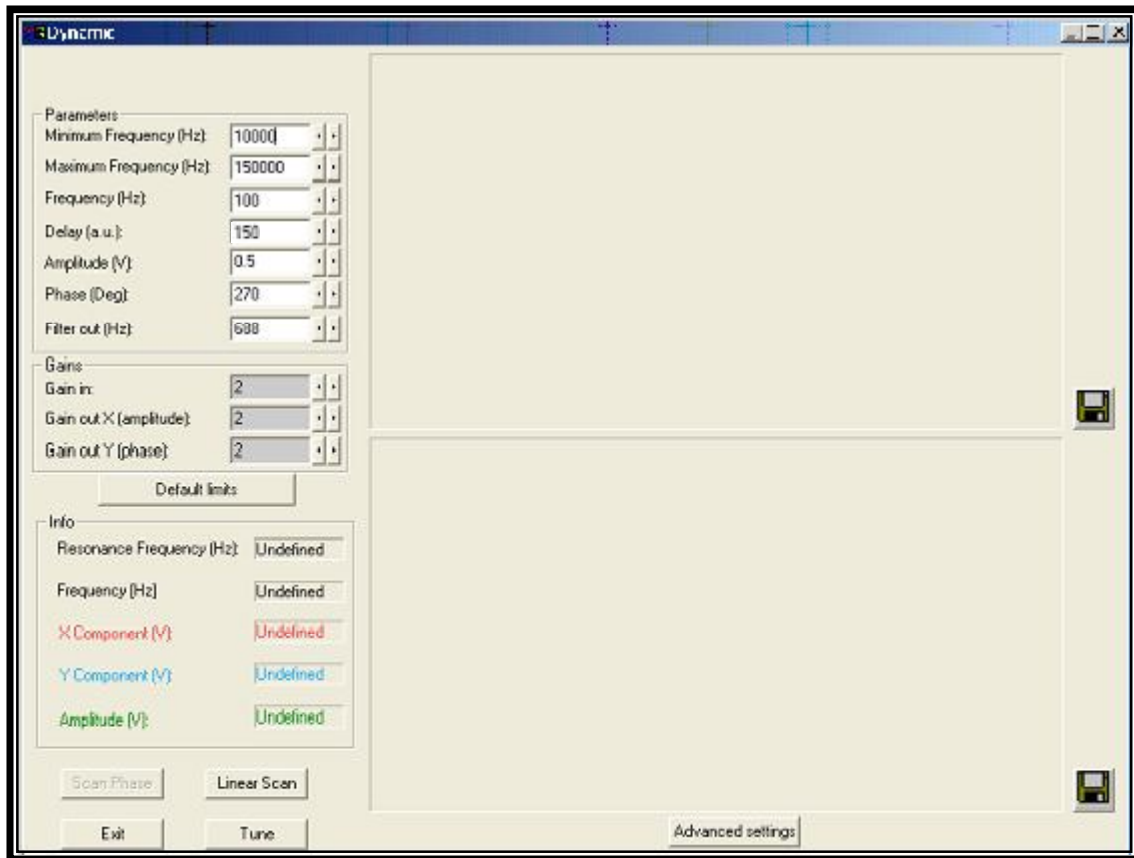 Dynamic
Parameters
Minimum Frequency (Hz): 10000
Maximum Frequency (Hz): 150000
Frequency (Hz): 100
Delay (a.u.): 150
Amplitude (V): 0.5
Phase (Deg): 270
Filter out (Hz): 688
Gains
Gain in: 2
Gain out X (amplitude): 2
Gain out Y (phase): 2
Default limits
Info
Resonance Frequency (Hz): Undefined
Frequency (Hz) Undefined
X Component (V): Undefined
Y Component (V): Undefined
Amplitude (V): Undefined
Scan Phase Linear Scan
Exit Tune
Advanced settings